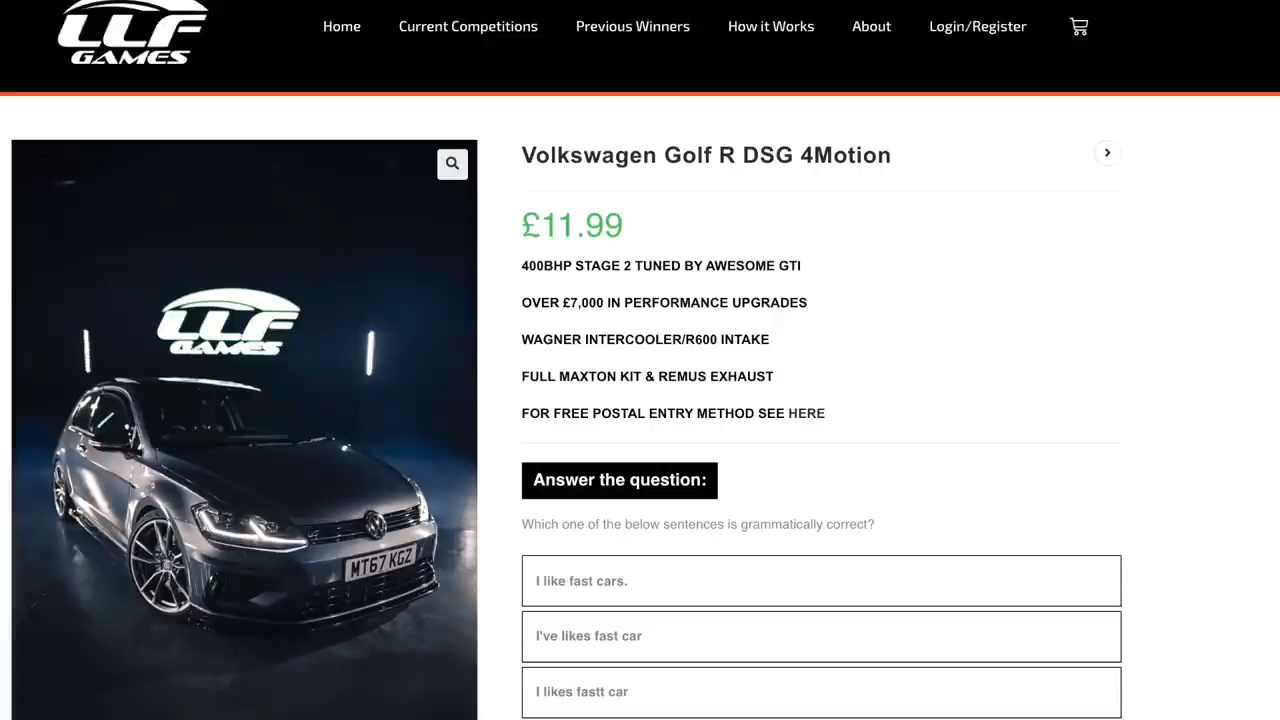 LLF
GAMES
Home
Current Competitions
Previous Winners
How it Works
About
Login/Register
LLF
GAMES
MT67 KGZ
Volkswagen Golf R DSG 4Motion
£11.99
400BHP STAGE 2 TUNED BY AWESOME GTI
OVER £7,000 IN PERFORMANCE UPGRADES
WAGNER INTERCOOLER/R600 INTAKE
FULL MAXTON KIT & REMUS EXHAUST
FOR FREE POSTAL ENTRY METHOD SEE HERE
Answer the question:
Which one of the below sentences is grammatically correct?
I like fast cars.
I've likes fast car
I likes fastt car